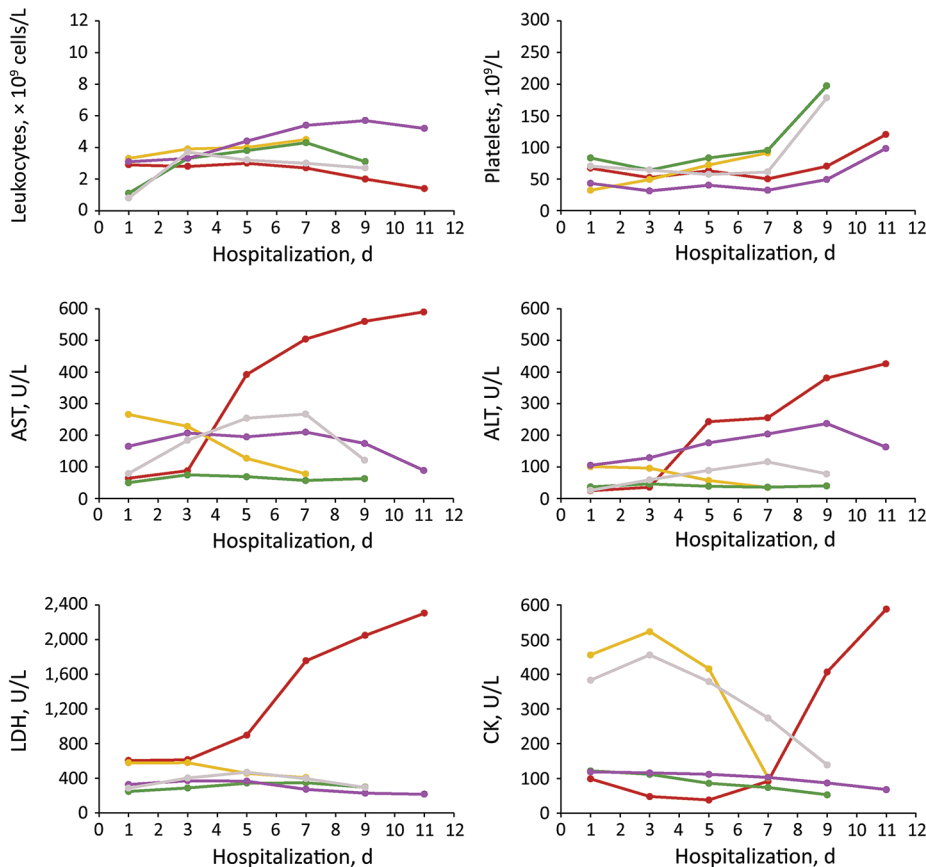 Leukocytes, × 10⁹ cells/L
12
10
8
6
4
2
0
0 1 2 3 4 5 6 7 8 9 10 11 12
Hospitalization, d
Platelets, 10⁹/L
300
250
200
150
100
50
0
0 1 2 3 4 5 6 7 8 9 10 11 12
Hospitalization, d
AST, U/L
600
500
400
300
200
100
0
0 1 2 3 4 5 6 7 8 9 10 11 12
Hospitalization, d
ALT, U/L
600
500
400
300
200
100
0
0 1 2 3 4 5 6 7 8 9 10 11 12
Hospitalization, d
LDH, U/L
2,400
2,000
1,600
1,200
800
400
0
0 1 2 3 4 5 6 7 8 9 10 11 12
Hospitalization, d
CK, U/L
600
500
400
300
200
100
0
0 1 2 3 4 5 6 7 8 9 10 11 12
Hospitalization, d